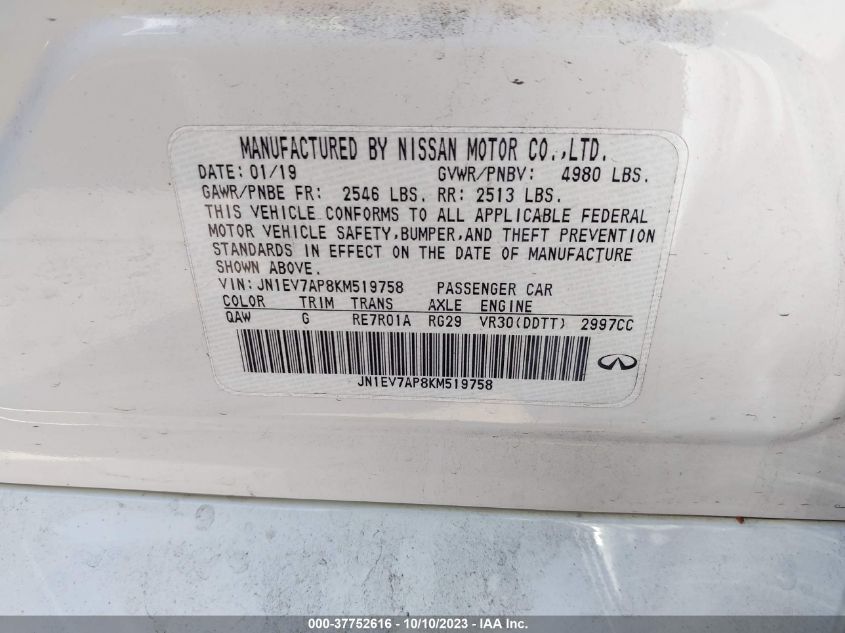 MANUFACTURED BY NISSAN MOTOR CO.,LTD.
DATE: 01/19 GVWR/PNBV: 4980 LBS.
GAWR/PNBE FR: 2546 LBS. RR: 2513 LBS.
THIS VEHICLE CONFORMS TO ALL APPLICABLE FEDERAL
MOTOR VEHICLE SAFETY,BUMPER,AND THEFT PREVENTION
STANDARDS IN EFFECT ON THE DATE OF MANUFACTURE
SHOWN ABOVE.
VIN: JN1EV7AP8KM519758 PASSENGER CAR
COLOR TRIM TRANS AXLE ENGINE
QAW G RE7R01A RG29 VR30(DDTT) 2997CC
JN1EV7AP8KM519758
000-37752616 - 10/10/2023 - IAA Inc.